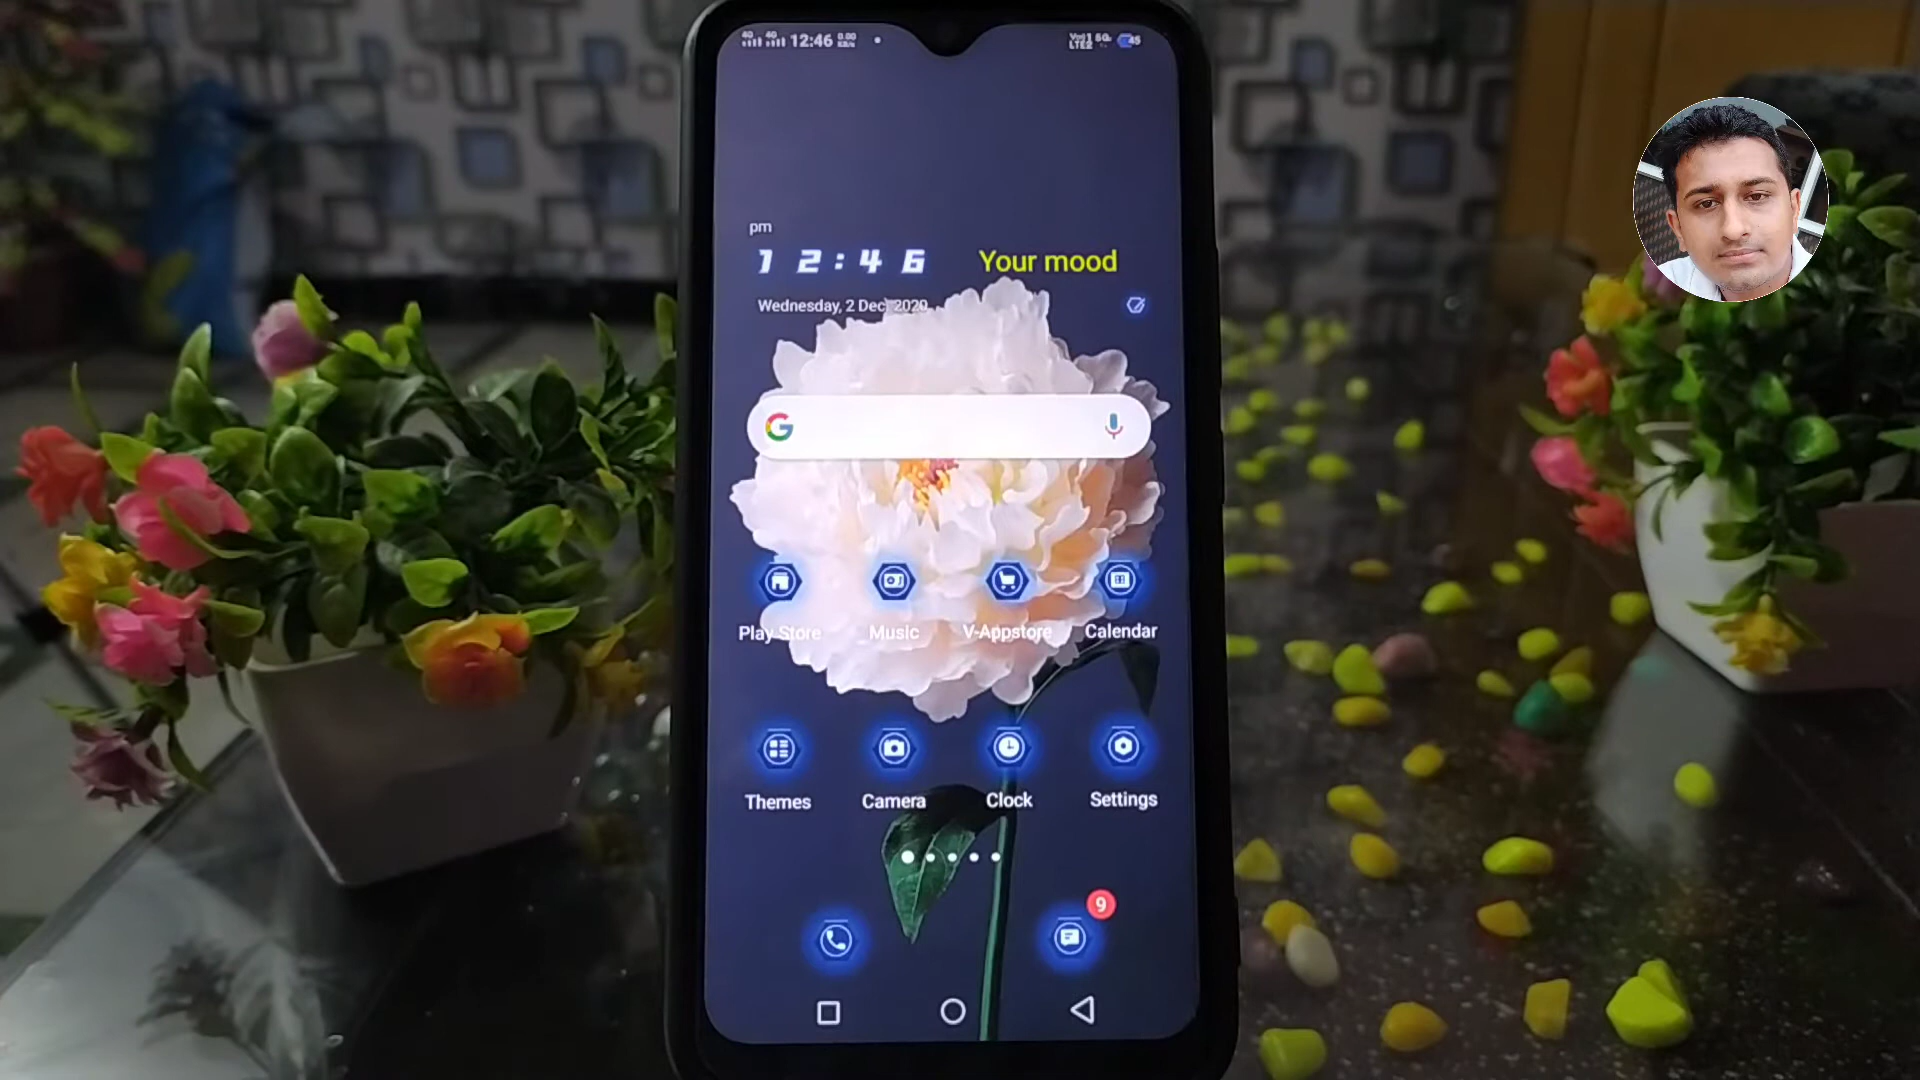 12:46
pm
12:46 Your mood
Wednesday, 2 Dec, 2020
G
Play Store Music V-Appstore Calendar
Themes Camera Clock Settings
9